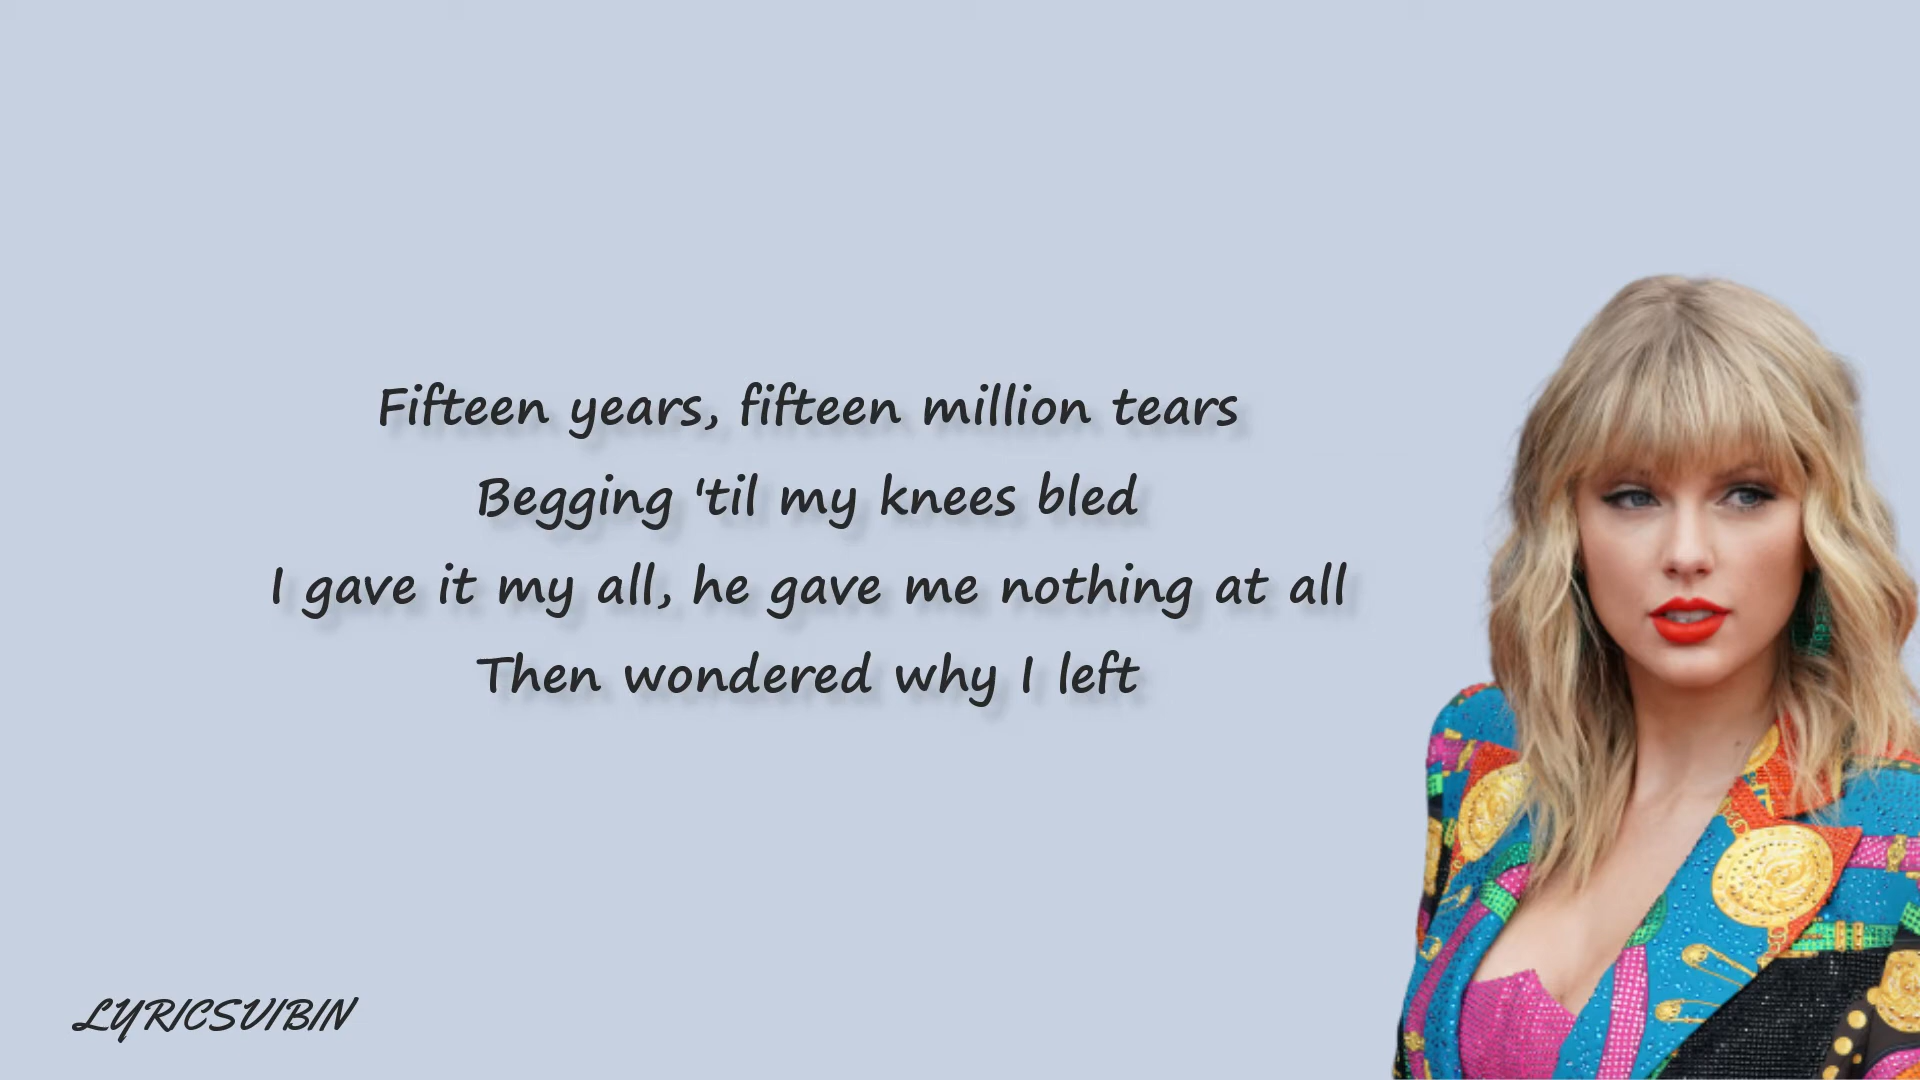 Fifteen years, fifteen million tears
Begging 'til my knees bled
I gave it my all, he gave me nothing at all
Then wondered why I left
LYRICSVIBIN